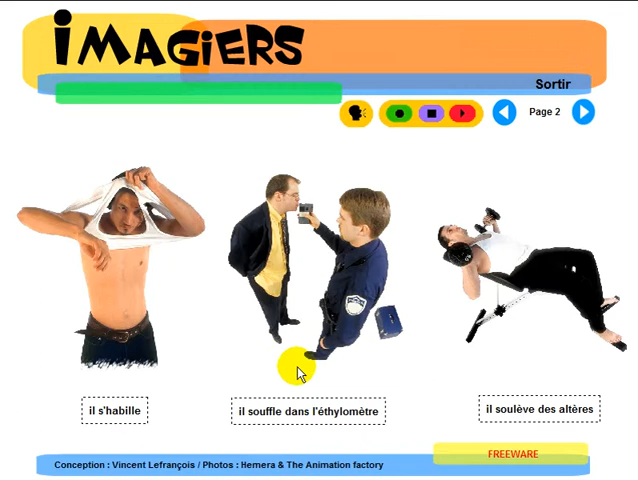 iMAGiERS
Sortir
Page 2
il s'habille
il souffle dans l'éthylomètre
il soulève des altères
FREEWARE
Conception : Vincent Lefrançois / Photos : Hemera & The Animation factory